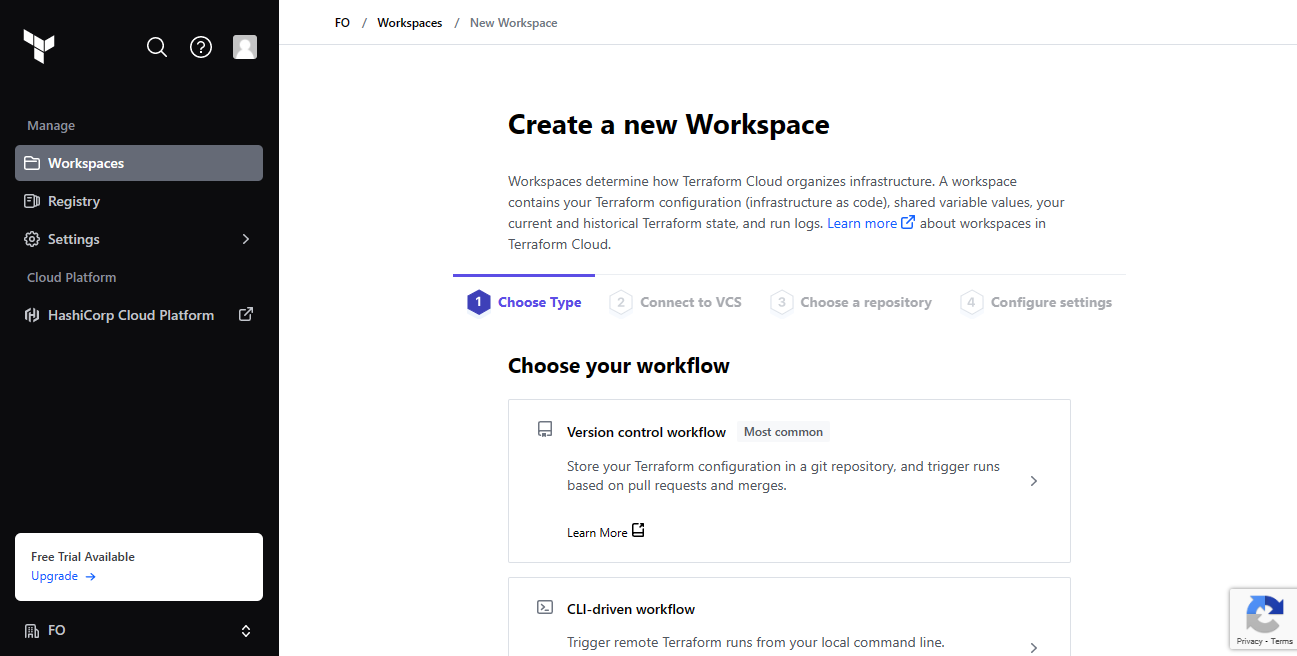 FO / Workspaces / New Workspace
Manage
Workspaces
Registry
Settings
Cloud Platform
HashiCorp Cloud Platform
Free Trial Available
Upgrade
FO
Create a new Workspace
Workspaces determine how Terraform Cloud organizes infrastructure. A workspace
contains your Terraform configuration (infrastructure as code), shared variable values, your
current and historical Terraform state, and run logs. Learn more about workspaces in
Terraform Cloud.
1 Choose Type
2 Connect to VCS
3 Choose a repository
4 Configure settings
Choose your workflow
Version control workflow Most common
Store your Terraform configuration in a git repository, and trigger runs
based on pull requests and merges.
Learn More
CLI-driven workflow
Trigger remote Terraform runs from your local command line.
Privacy - Terms